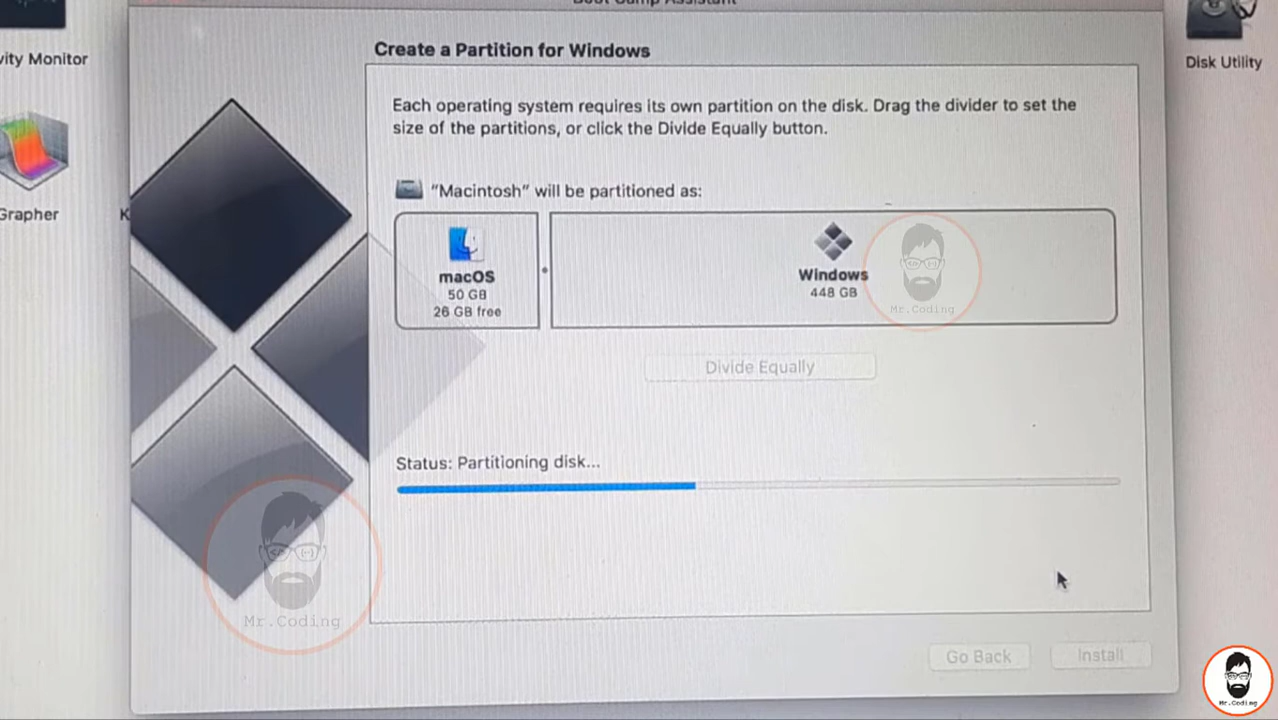 Boot Camp Assistant
vity Monitor
Disk Utility
Create a Partition for Windows
Each operating system requires its own partition on the disk. Drag the divider to set the
size of the partitions, or click the Divide Equally button.
"Macintosh" will be partitioned as:
Grapher
K
macOS
50 GB
26 GB free
Windows
448 GB
Mr.Coding
Divide Equally
Status: Partitioning disk...
Mr.Coding
Go Back
Install
Mr.Coding